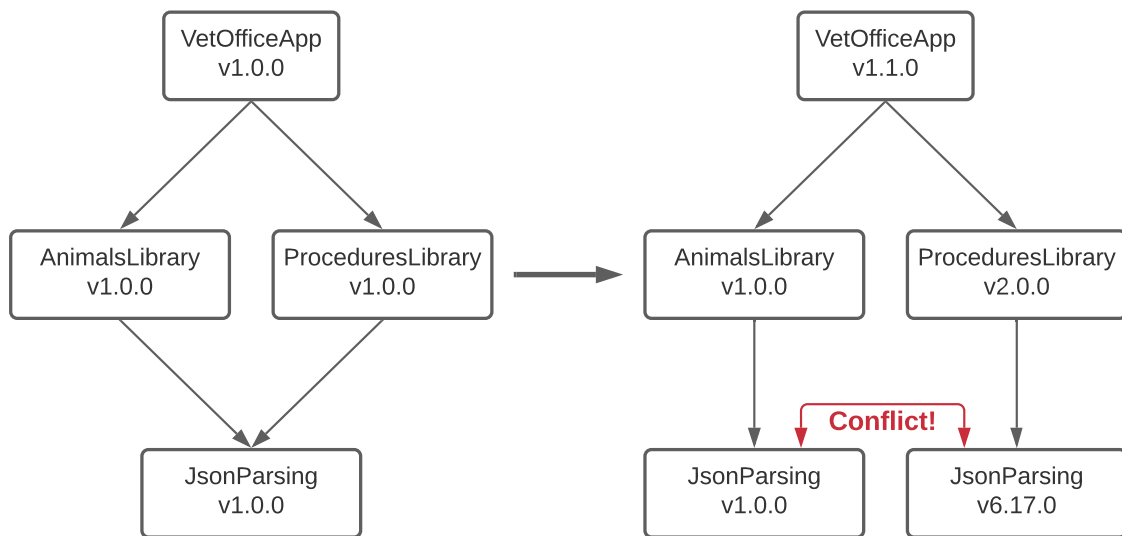 VetOfficeApp
v1.0.0
AnimalsLibrary
v1.0.0
ProceduresLibrary
v1.0.0
JsonParsing
v1.0.0
VetOfficeApp
v1.1.0
AnimalsLibrary
v1.0.0
ProceduresLibrary
v2.0.0
Conflict!
JsonParsing
v1.0.0
JsonParsing
v6.17.0